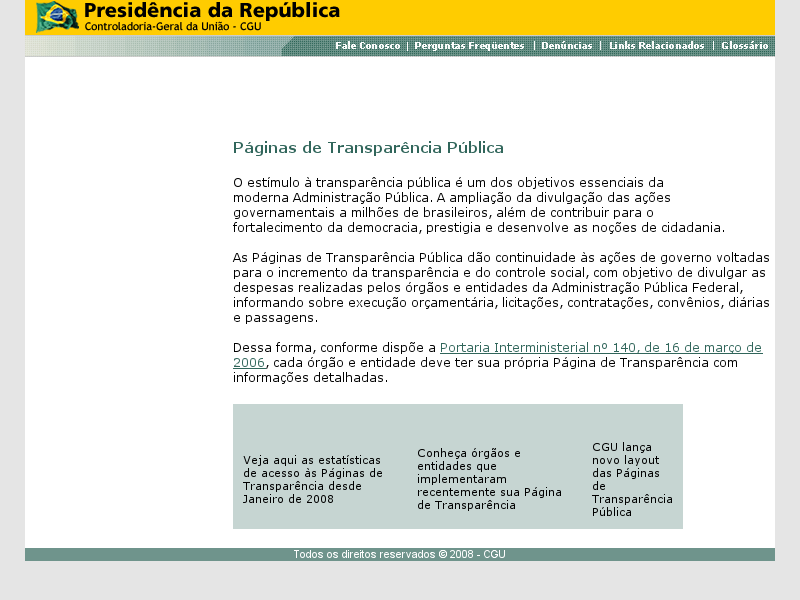 Presidência da República
Controladoria-Geral da União - CGU
Fale Conosco | Perguntas Freqüentes | Denúncias | Links Relacionados | Glossário
Páginas de Transparência Pública
O estímulo à transparência pública é um dos objetivos essenciais da
moderna Administração Pública. A ampliação da divulgação das ações
governamentais a milhões de brasileiros, além de contribuir para o
fortalecimento da democracia, prestigia e desenvolve as noções de cidadania.
As Páginas de Transparência Pública dão continuidade às ações de governo voltadas
para o incremento da transparência e do controle social, com objetivo de divulgar as
despesas realizadas pelos órgãos e entidades da Administração Pública Federal,
informando sobre execução orçamentária, licitações, contratações, convênios, diárias
e passagens.
Dessa forma, conforme dispõe a Portaria Interministerial nº 140, de 16 de março de
2006, cada órgão e entidade deve ter sua própria Página de Transparência com
informações detalhadas.
Veja aqui as estatísticas
de acesso às Páginas de
Transparência desde
Janeiro de 2008
Conheça órgãos e
entidades que
implementaram
recentemente sua Página
de Transparência
CGU lança
novo layout
das Páginas
de
Transparência
Pública
Todos os direitos reservados © 2008 - CGU